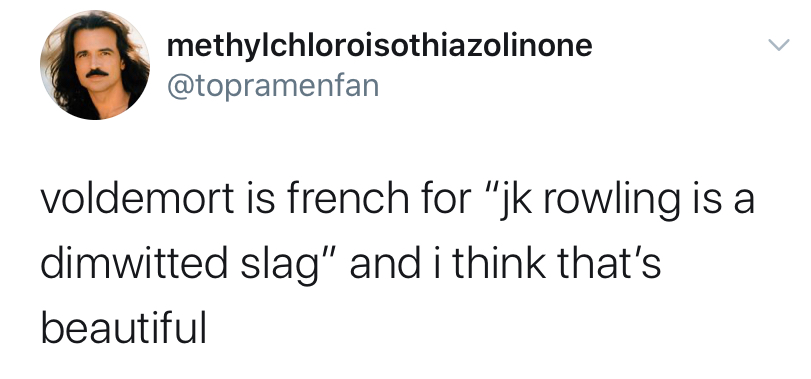 methylchloroisothiazolinone
@topramenfan
voldemort is french for “jk rowling is a
dimwitted slag” and i think that’s
beautiful